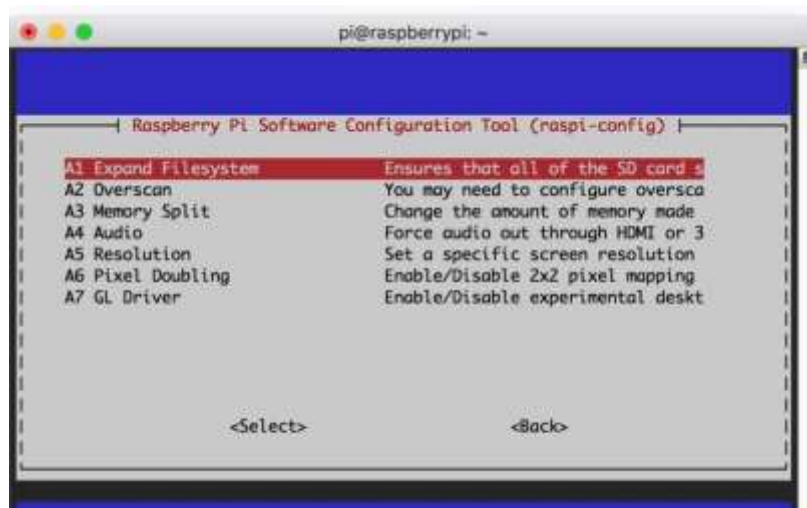 pi@raspberrypi: ~
Raspberry Pi Software Configuration Tool (raspi-config)
A1 Expand Filesystem Ensures that all of the SD card s
A2 Overscan You may need to configure oversca
A3 Memory Split Change the amount of memory made
A4 Audio Force audio out through HDMI or 3
A5 Resolution Set a specific screen resolution
A6 Pixel Doubling Enable/Disable 2x2 pixel mapping
A7 GL Driver Enable/Disable experimental deskt
<Select> <Back>